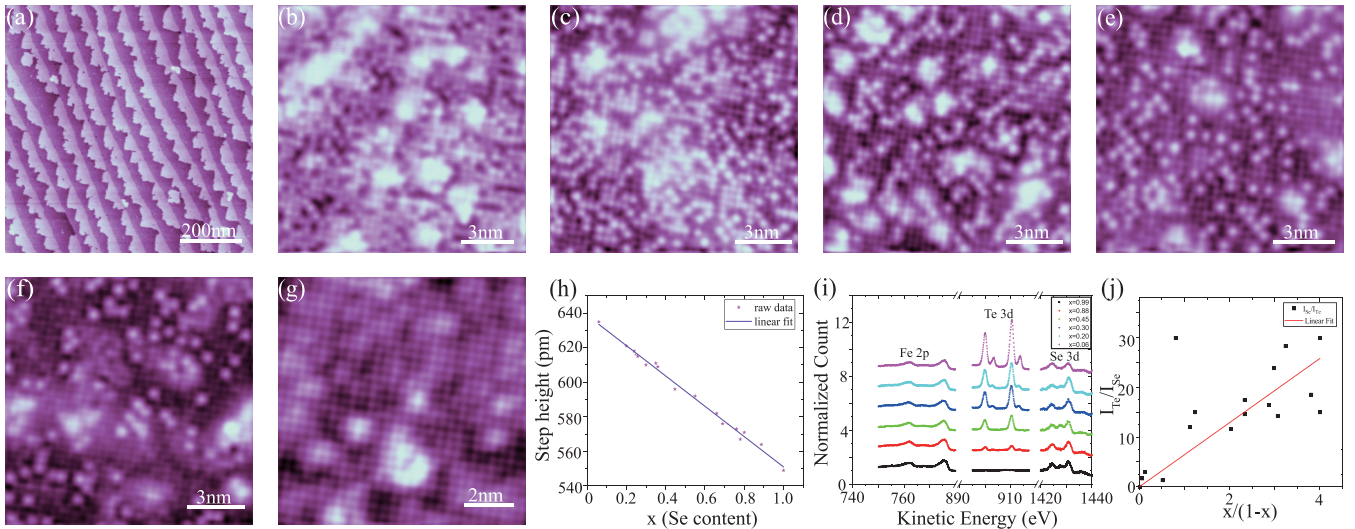 (a)
200nm
(b)
3nm
(c)
3nm
(d)
3nm
(e)
3nm
(f)
3nm
(g)
2nm
(h)
raw data
linear fit
640
620
600
580
560
540
0
0.2
0.4
0.6
0.8
1.0
Step height (pm)
x (Se content)
(i)
x=0.99
x=0.88
x=0.45
x=0.30
x=0.20
x=0.06
Fe 2p
Te 3d
Se 3d
12
8
4
0
740
760
890
910
1420
1440
Normalized Count
Kinetic Energy (eV)
(j)
I_Se/I_Te
Linear Fit
30
20
10
0
0
2
4
I_Te/I_Se
x/(1-x)